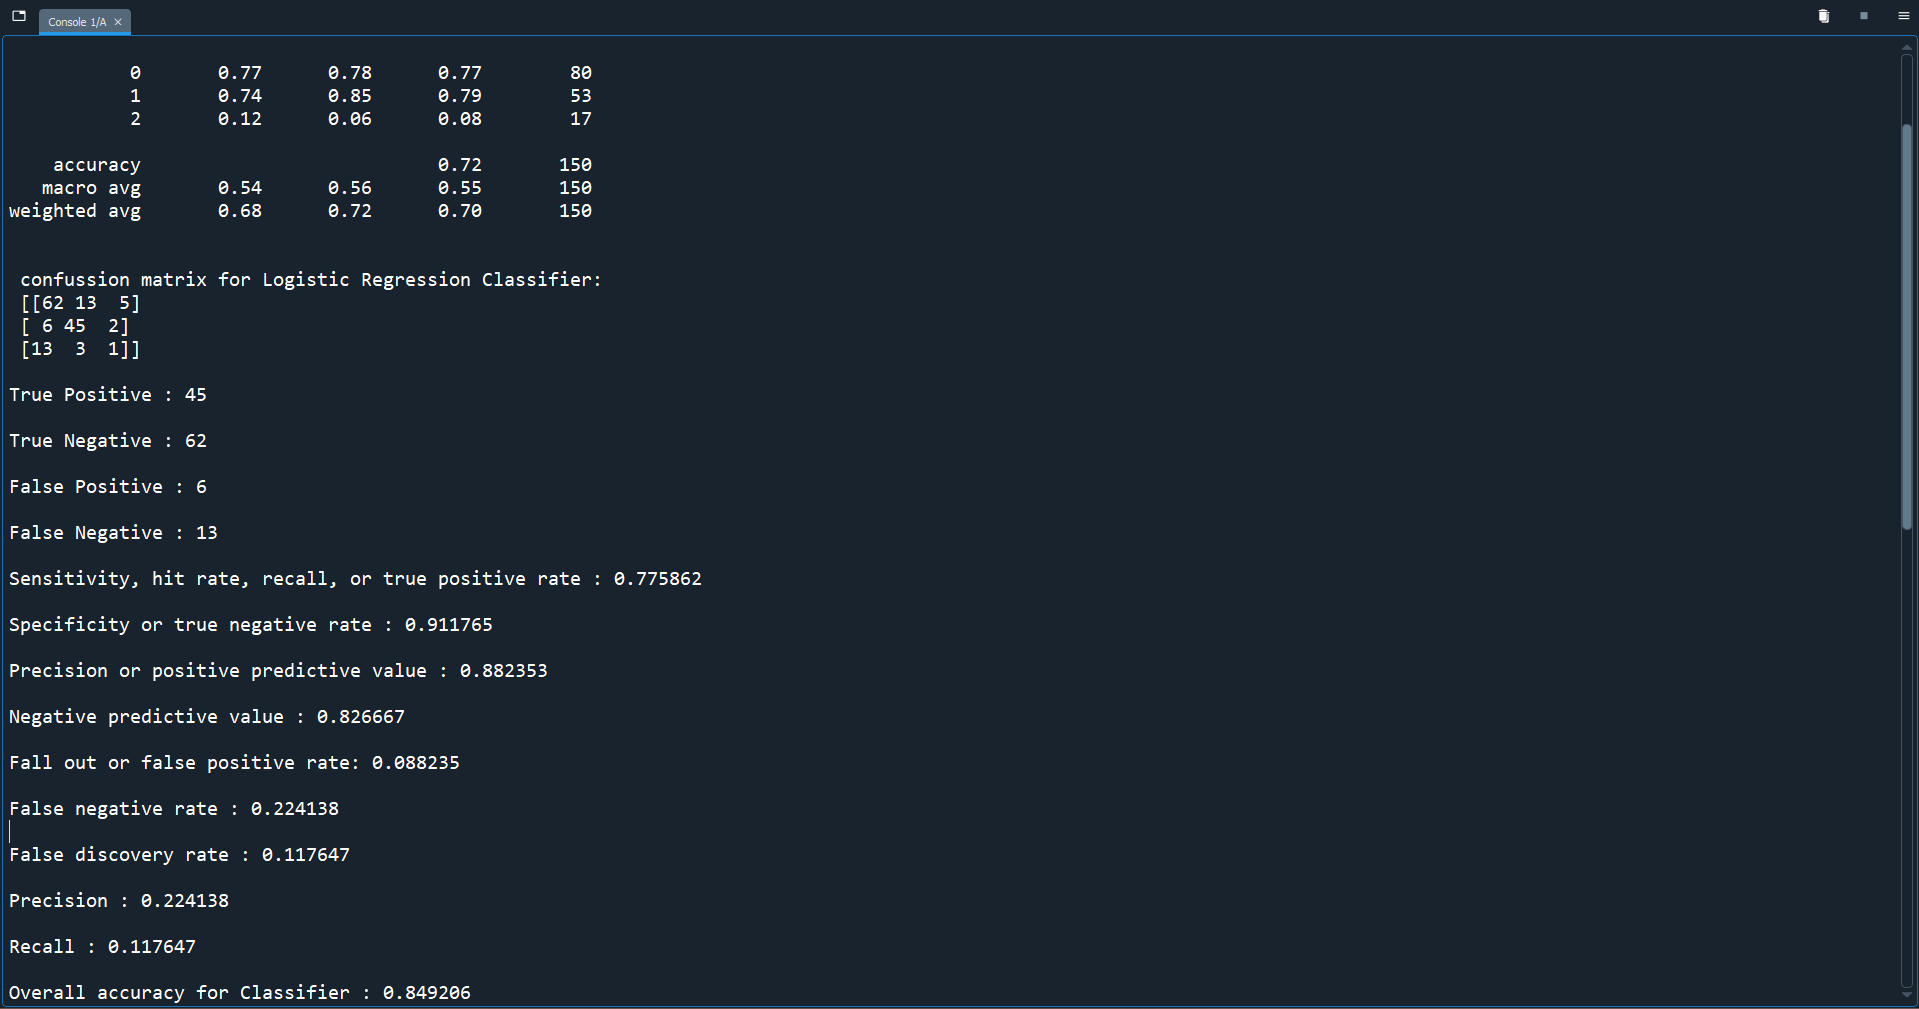 Console 1/A
0 0.77 0.78 0.77 80
1 0.74 0.85 0.79 53
2 0.12 0.06 0.08 17
accuracy 0.72 150
macro avg 0.54 0.56 0.55 150
weighted avg 0.68 0.72 0.70 150
confussion matrix for Logistic Regression Classifier:
[[62 13 5]
[ 6 45 2]
[13 3 1]]
True Positive : 45
True Negative : 62
False Positive : 6
False Negative : 13
Sensitivity, hit rate, recall, or true positive rate : 0.775862
Specificity or true negative rate : 0.911765
Precision or positive predictive value : 0.882353
Negative predictive value : 0.826667
Fall out or false positive rate: 0.088235
False negative rate : 0.224138
False discovery rate : 0.117647
Precision : 0.224138
Recall : 0.117647
Overall accuracy for Classifier : 0.849206